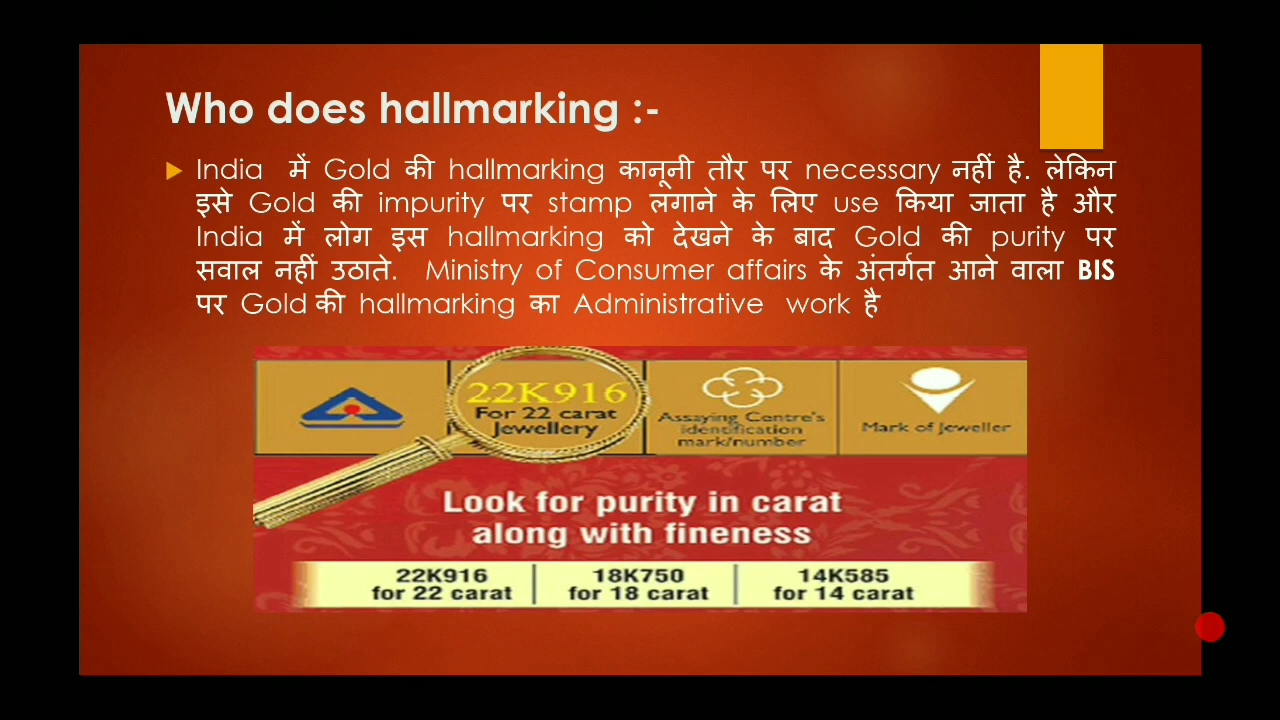 Who does hallmarking :-
India में Gold की hallmarking कानूनी तौर पर necessary नहीं है. लेकिन
इसे Gold की impurity पर stamp लगाने के लिए use किया जाता है और
India में लोग इस hallmarking को देखने के बाद Gold की purity पर
सवाल नहीं उठाते. Ministry of Consumer affairs के अंतर्गत आने वाला BIS
पर Gold की hallmarking का Administrative work है
22K916
For 22 carat
Jewellery
Assaying Centre's
identification
mark/number
Mark of Jeweller
Look for purity in carat
along with fineness
22K916
for 22 carat
18K750
for 18 carat
14K585
for 14 carat